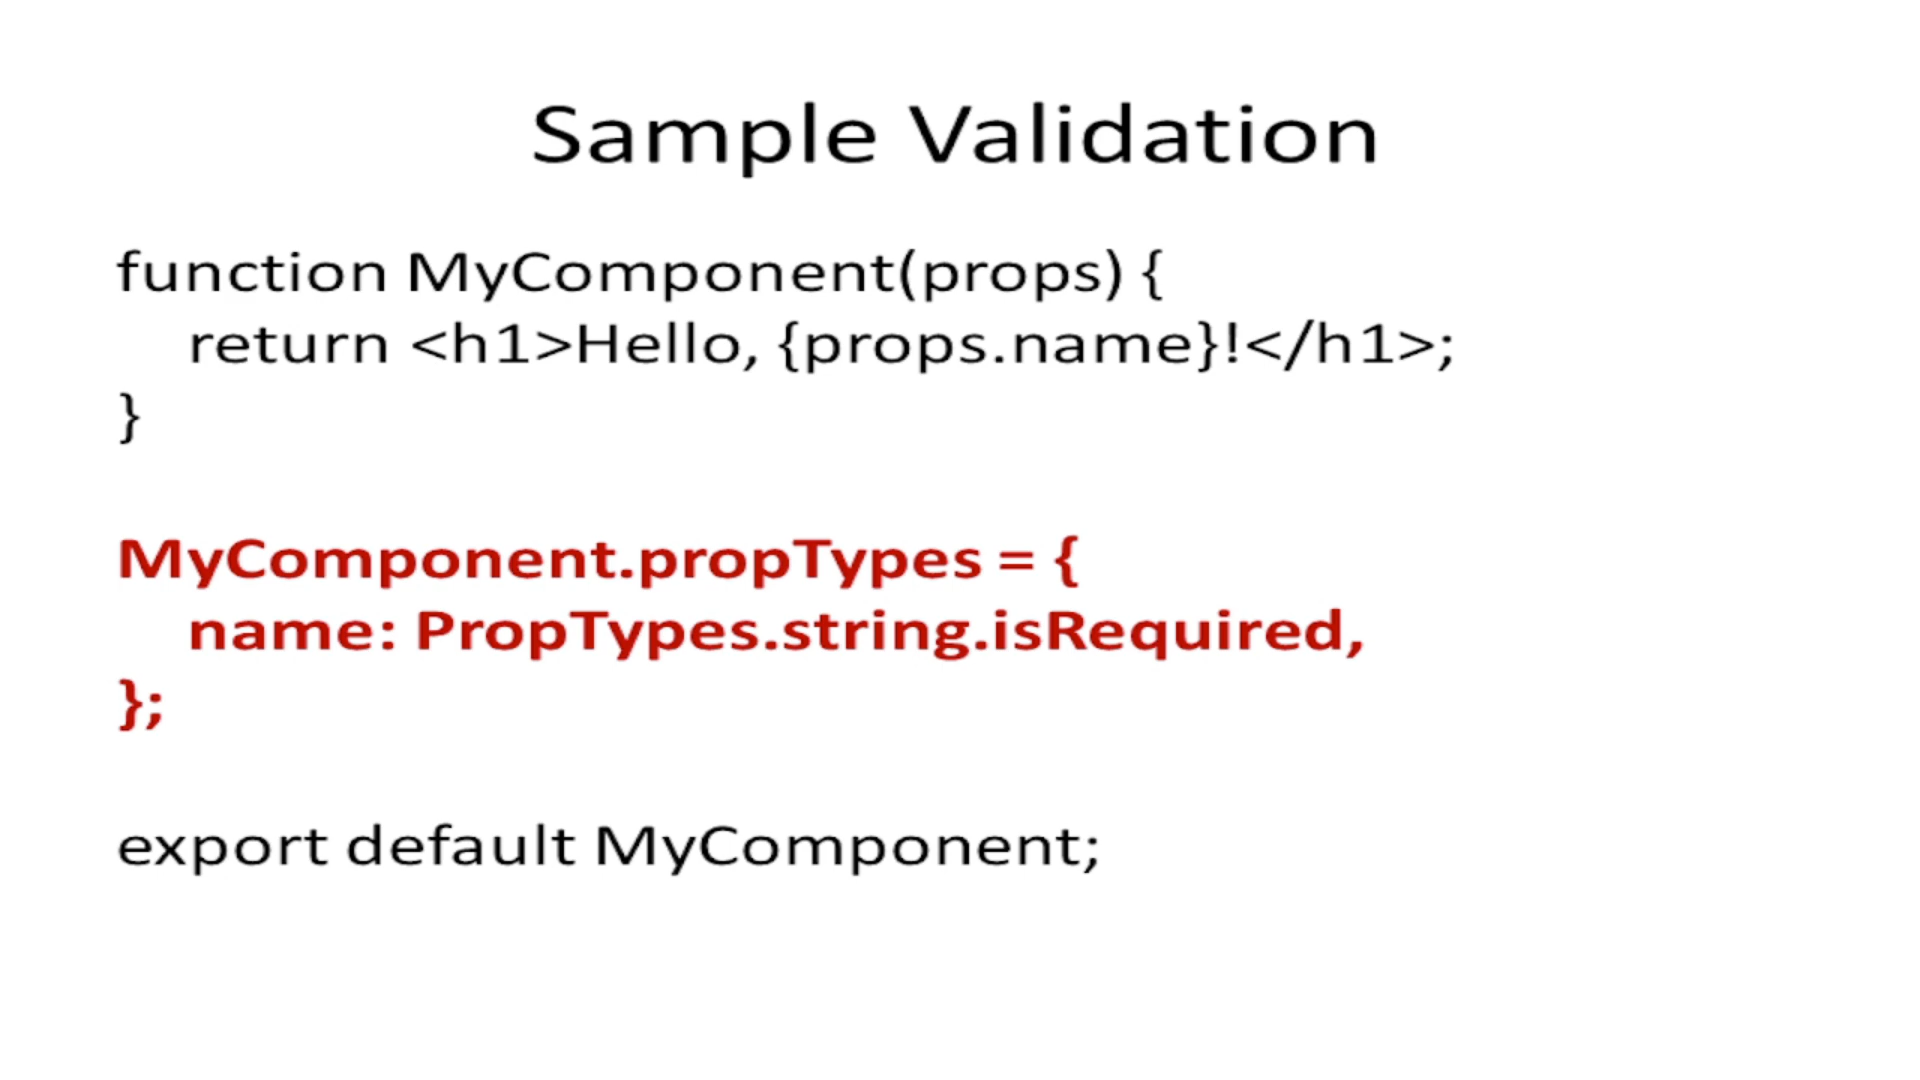 Sample Validation
function MyComponent(props) {
return <h1>Hello, {props.name}!</h1>;
}
MyComponent.propTypes = {
name: PropTypes.string.isRequired,
};
export default MyComponent;